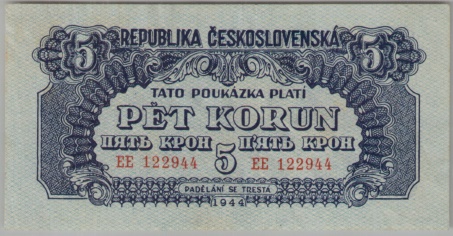 5 REPUBLIKA ČESKOSLOVENSKÁ 5
TATO POUKÁZKA PLATÍ
PĚT KORUN
ПЯТЬ КРОН П'ЯТЬ КРОН
EE 122944 5 EE 122944
PADĚLÁNÍ SE TRESTÁ
1944